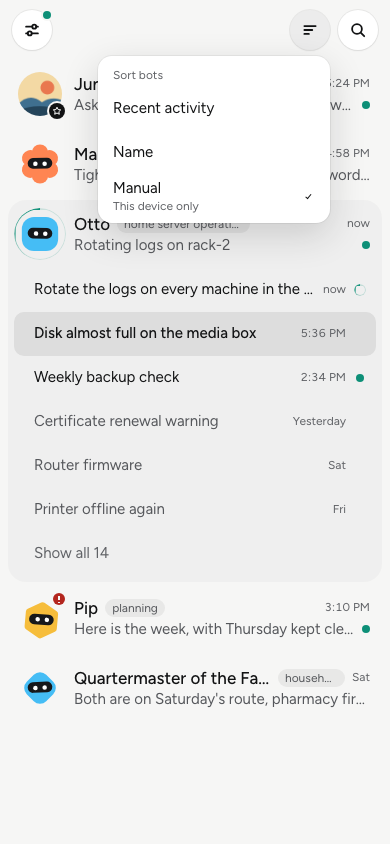 Sort bots
Recent activity
Name
Manual
This device only
5:24 PM
Ask
w...
4:58 PM
Tigh
word...
Otto
now
Rotating logs on rack-2
Rotate the logs on every machine in the ... now
Disk almost full on the media box 5:36 PM
Weekly backup check 2:34 PM
Certificate renewal warning Yesterday
Router firmware Sat
Printer offline again Fri
Show all 14
Pip planning 3:10 PM
Here is the week, with Thursday kept cle...
Quartermaster of the Fa... househ... Sat
Both are on Saturday's route, pharmacy fir...